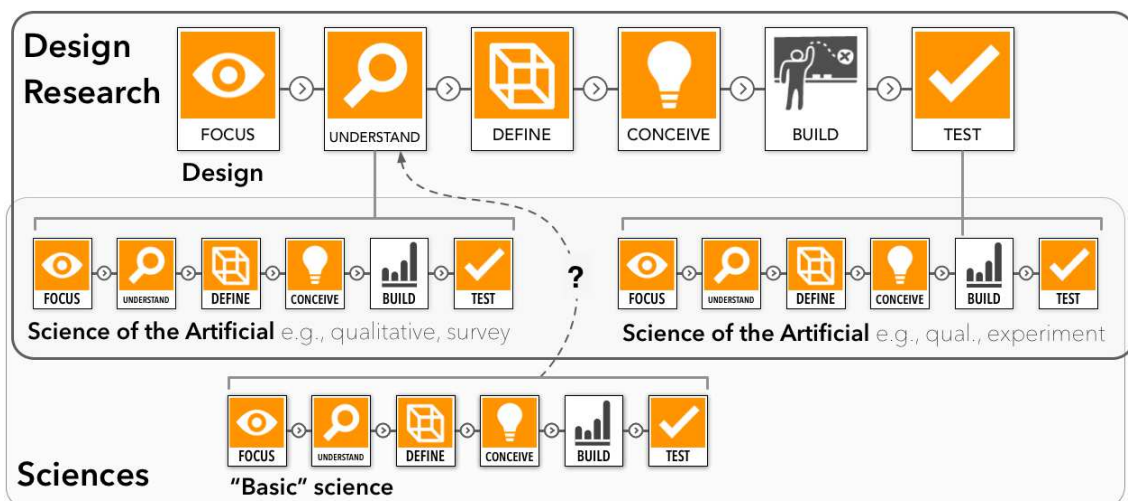 Design
Research
FOCUS
UNDERSTAND
DEFINE
CONCEIVE
BUILD
TEST
Design
FOCUS
UNDERSTAND
DEFINE
CONCEIVE
BUILD
TEST
Science of the Artificial e.g., qualitative, survey
?
FOCUS
UNDERSTAND
DEFINE
CONCEIVE
BUILD
TEST
Science of the Artificial e.g., qual., experiment
FOCUS
UNDERSTAND
DEFINE
CONCEIVE
BUILD
TEST
Sciences
“Basic” science